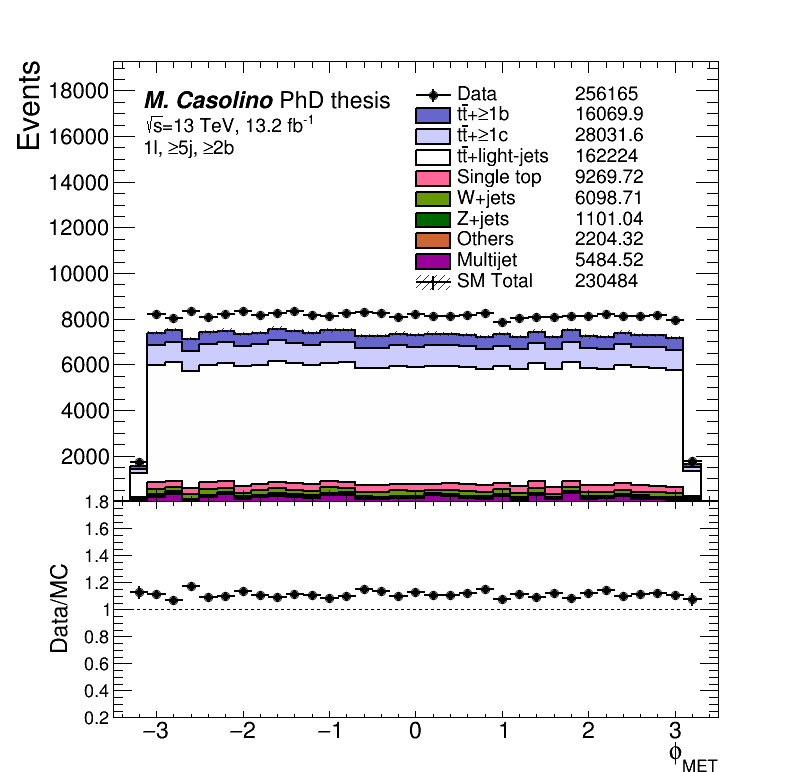 Events
18000
16000
14000
12000
10000
8000
6000
4000
2000
M. Casolino PhD thesis
√s=13 TeV, 13.2 fb-1
1l, ≥5j, ≥2b
Data 256165
tt̄+≥1b 16069.9
tt̄+≥1c 28031.6
tt̄+light-jets 162224
Single top 9269.72
W+jets 6098.71
Z+jets 1101.04
Others 2204.32
Multijet 5484.52
SM Total 230484
Data/MC
1.8
1.6
1.4
1.2
1
0.8
0.6
0.4
0.2
−3 −2 −1 0 1 2 3
ϕMET